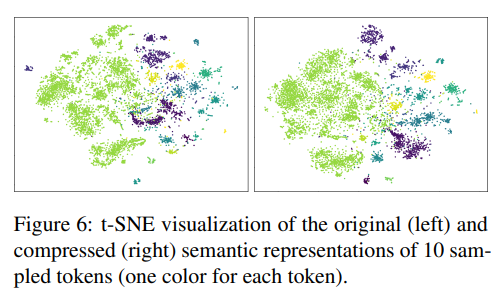 Figure 6: t-SNE visualization of the original (left) and
compressed (right) semantic representations of 10 sam-
pled tokens (one color for each token).